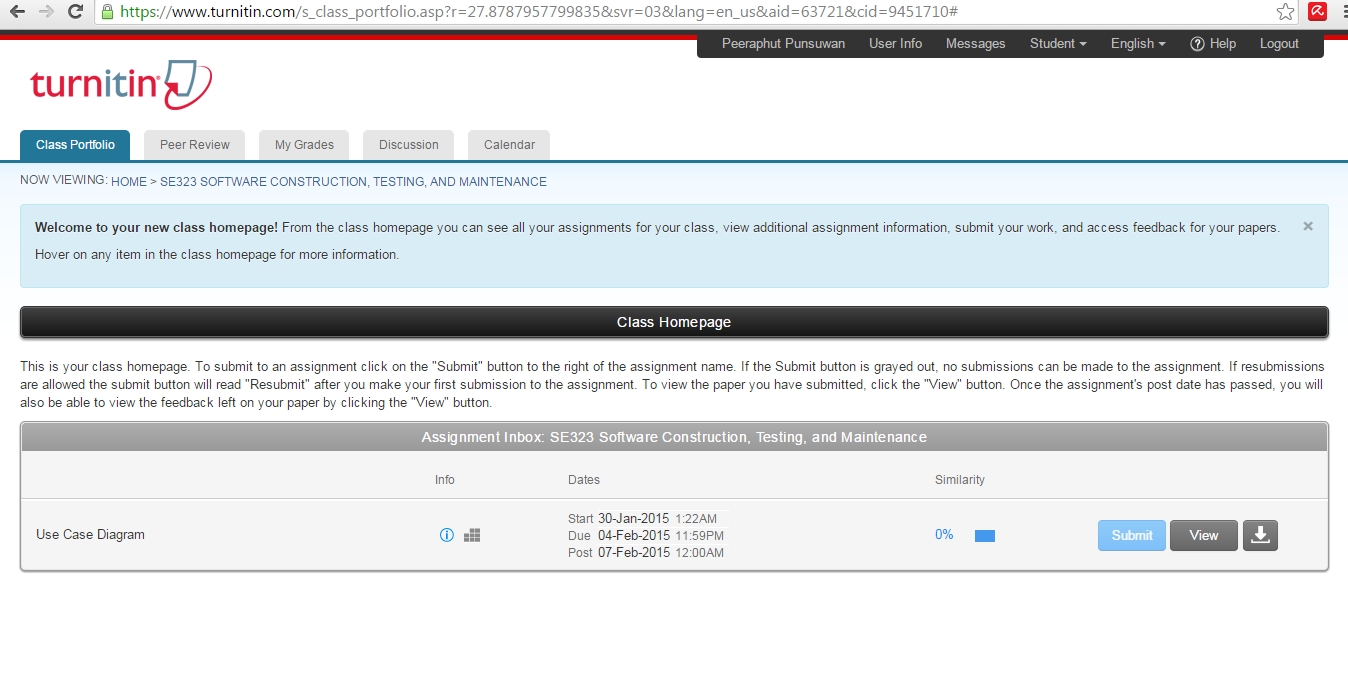 https://www.turnitin.com/s_class_portfolio.asp?r=27.8787957799835&svr=03&lang=en_us&aid=63721&cid=9451710#
Peeraphut Punsuwan User Info Messages Student English Help Logout
turnitin
Class Portfolio Peer Review My Grades Discussion Calendar
NOW VIEWING: HOME > SE323 SOFTWARE CONSTRUCTION, TESTING, AND MAINTENANCE
Welcome to your new class homepage! From the class homepage you can see all your assignments for your class, view additional assignment information, submit your work, and access feedback for your papers.
Hover on any item in the class homepage for more information.
Class Homepage
This is your class homepage. To submit to an assignment click on the "Submit" button to the right of the assignment name. If the Submit button is grayed out, no submissions can be made to the assignment. If resubmissions
are allowed the submit button will read "Resubmit" after you make your first submission to the assignment. To view the paper you have submitted, click the "View" button. Once the assignment's post date has passed, you will
also be able to view the feedback left on your paper by clicking the "View" button.
Assignment Inbox: SE323 Software Construction, Testing, and Maintenance
Info Dates Similarity
Use Case Diagram
Start 30-Jan-2015 1:22AM
Due 04-Feb-2015 11:59PM
Post 07-Feb-2015 12:00AM
0%
Submit View